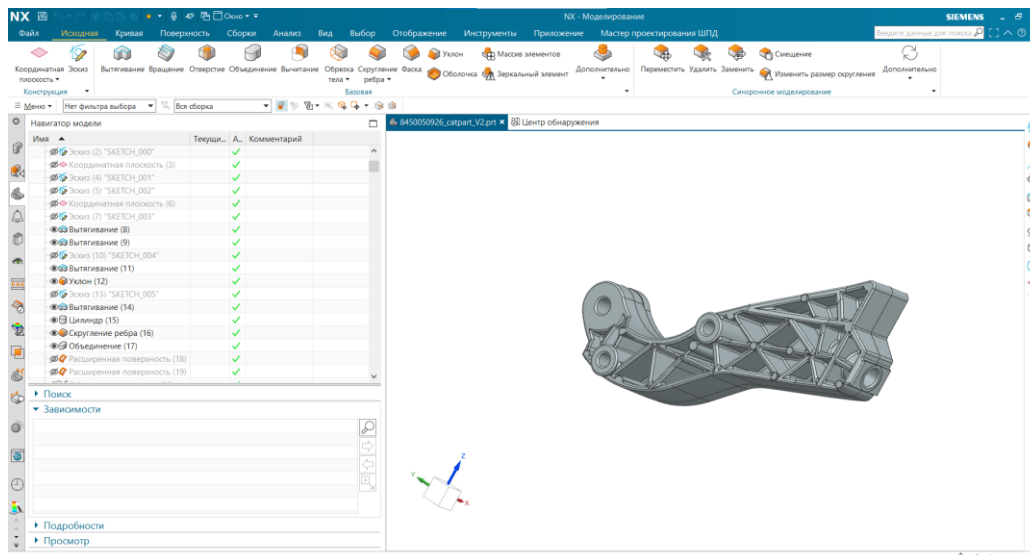 NX Окно NX - Моделирование SIEMENS
Файл Исходная Кривая Поверхность Сборки Анализ Вид Выбор Отображение Инструменты Приложение Мастер проектирования ШПД Введите данные для поиска
Координатная плоскость Эскиз Вытягивание Вращение Отверстие Объединение Вычитание Обрезка тела Скругление ребра Фаска Уклон Массив элементов Дополнительно Переместить Удалить Заменить Смещение Дополнительно
Оболочка Зеркальный элемент Изменить размер скругления
Конструкция Базовая Синхронное моделирование
Меню Нет фильтра выбора Вся сборка
Навигатор модели 8450050926_catpart_V2.prt Центр обнаружения
Имя Текущи... А... Комментарий
Эскиз (2) "SKETCH_000"
Координатная плоскость (3)
Эскиз (4) "SKETCH_001"
Эскиз (5) "SKETCH_002"
Координатная плоскость (6)
Эскиз (7) "SKETCH_003"
Вытягивание (8)
Вытягивание (9)
Эскиз (10) "SKETCH_004"
Вытягивание (11)
Уклон (12)
Эскиз (13) "SKETCH_005"
Вытягивание (14)
Цилиндр (15)
Скругление ребра (16)
Объединение (17)
Расширенная поверхность (18)
Расширенная поверхность (19)
Поиск
Зависимости
Z
Y
X
Подробности
Просмотр